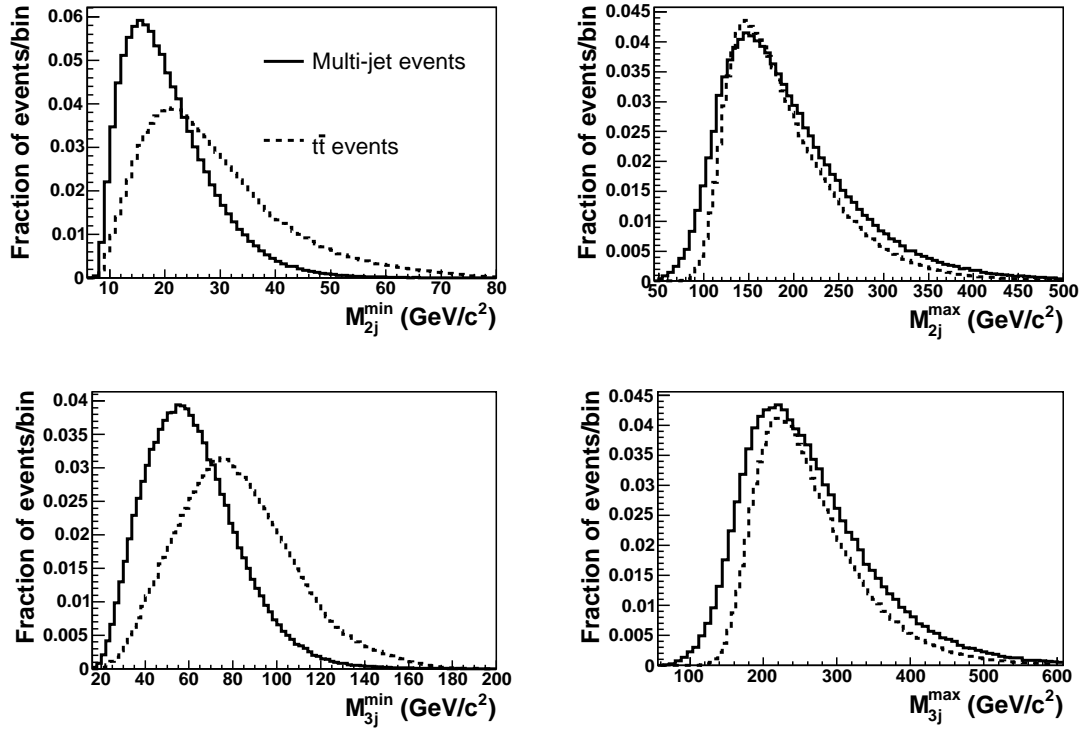 Fraction of events/bin
0.06
0.05
0.04
0.03
0.02
0.01
0
Multi-jet events
tt̄ events
10 20 30 40 50 60 70 80
M2j^min (GeV/c^2)
Fraction of events/bin
0.045
0.04
0.035
0.03
0.025
0.02
0.015
0.01
0.005
0
50 100 150 200 250 300 350 400 450 500
M2j^max (GeV/c^2)
Fraction of events/bin
0.04
0.035
0.03
0.025
0.02
0.015
0.01
0.005
0
20 40 60 80 100 120 140 160 180 200
M3j^min (GeV/c^2)
Fraction of events/bin
0.045
0.04
0.035
0.03
0.025
0.02
0.015
0.01
0.005
0
100 200 300 400 500 600
M3j^max (GeV/c^2)